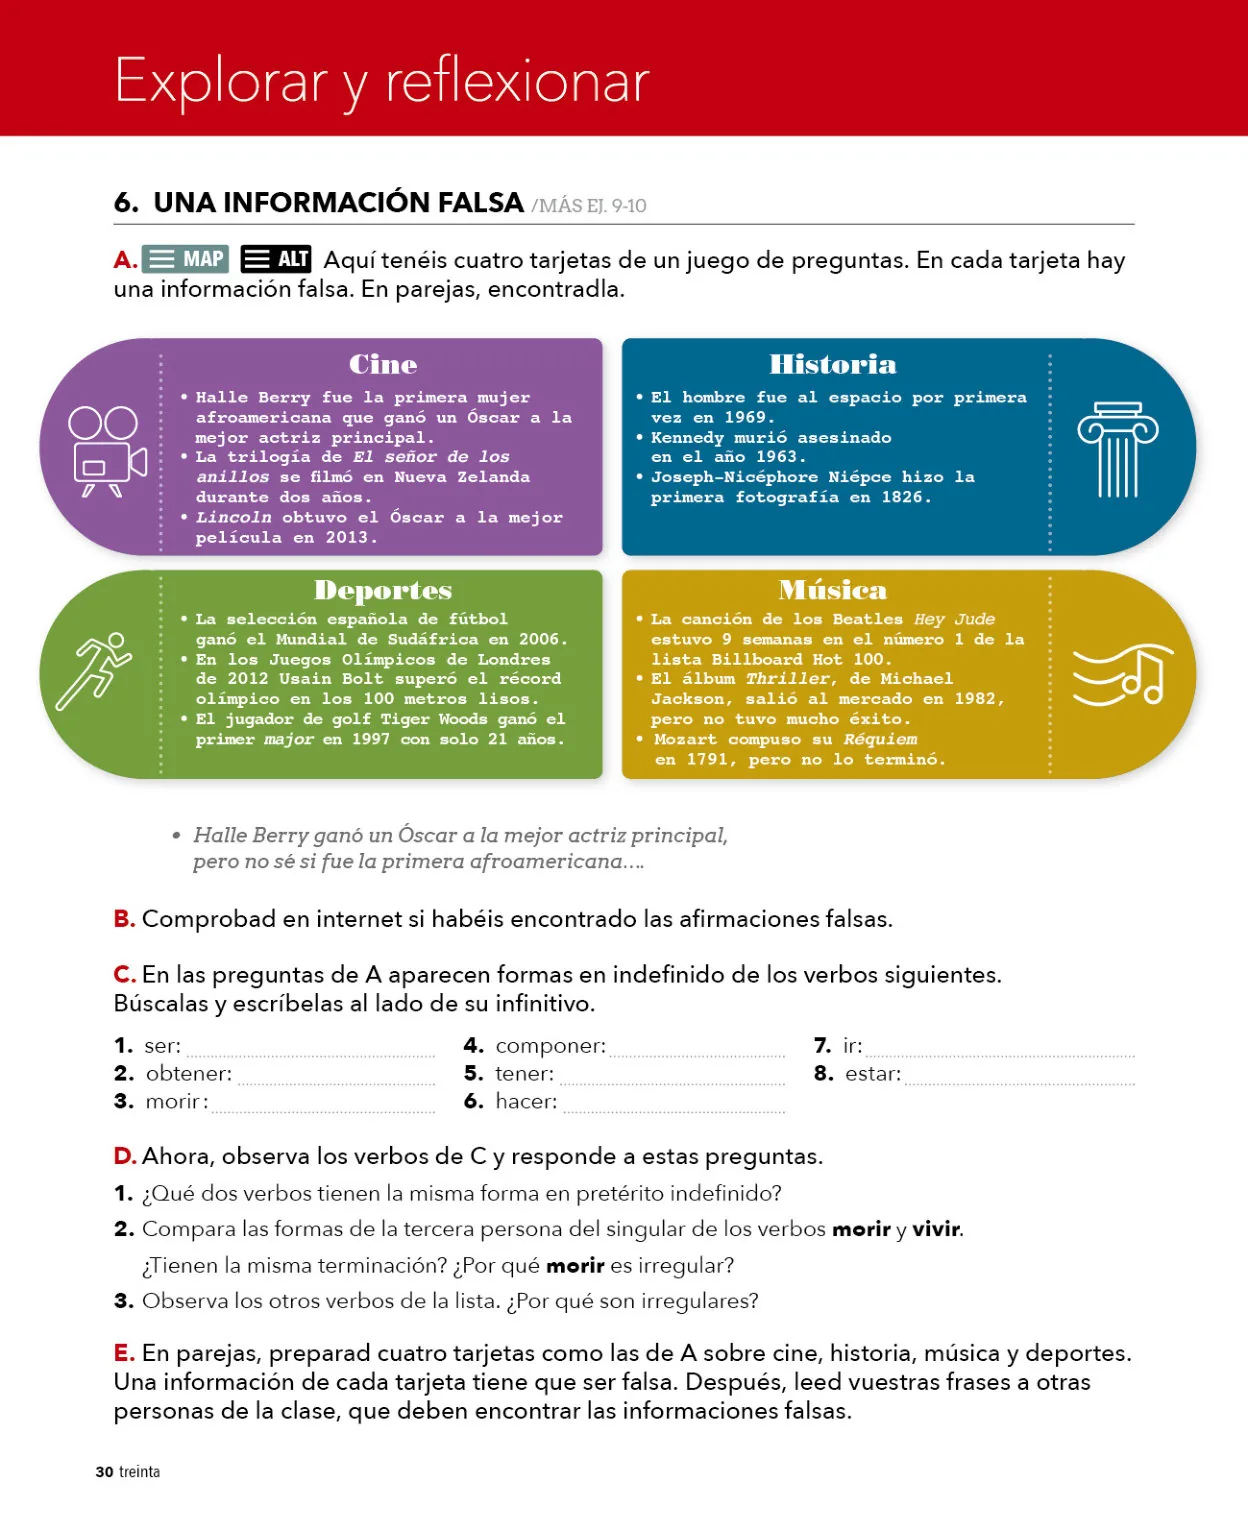 Explorar y reflexionar
6. UNA INFORMACIÓN FALSA /MÁS EJ. 9-10
A. MAP ALT Aquí tenéis cuatro tarjetas de un juego de preguntas. En cada tarjeta hay
una información falsa. En parejas, encontradla.
Cine
• Halle Berry fue la primera mujer
afroamericana que ganó un Óscar a la
mejor actriz principal.
• La trilogía de El señor de los
anillos se filmó en Nueva Zelanda
durante dos años.
• Lincoln obtuvo el Óscar a la mejor
película en 2013.
Historia
• El hombre fue al espacio por primera
vez en 1969.
• Kennedy murió asesinado
en el año 1963.
• Joseph-Nicéphore Niépce hizo la
primera fotografía en 1826.
Deportes
• La selección española de fútbol
ganó el Mundial de Sudáfrica en 2006.
• En los Juegos Olímpicos de Londres
de 2012 Usain Bolt superó el récord
olímpico en los 100 metros lisos.
• El jugador de golf Tiger Woods ganó el
primer major en 1997 con solo 21 años.
Música
• La canción de los Beatles Hey Jude
estuvo 9 semanas en el número 1 de la
lista Billboard Hot 100.
• El álbum Thriller, de Michael
Jackson, salió al mercado en 1982,
pero no tuvo mucho éxito.
• Mozart compuso su Réquiem
en 1791, pero no lo terminó.
• Halle Berry ganó un Óscar a la mejor actriz principal,
pero no sé si fue la primera afroamericana....
B. Comprobad en internet si habéis encontrado las afirmaciones falsas.
C. En las preguntas de A aparecen formas en indefinido de los verbos siguientes.
Búscalas y escríbelas al lado de su infinitivo.
1. ser:
2. obtener:
3. morir:
4. componer:
5. tener:
6. hacer:
7. ir:
8. estar:
D. Ahora, observa los verbos de C y responde a estas preguntas.
1. ¿Qué dos verbos tienen la misma forma en pretérito indefinido?
2. Compara las formas de la tercera persona del singular de los verbos morir y vivir.
¿Tienen la misma terminación? ¿Por qué morir es irregular?
3. Observa los otros verbos de la lista. ¿Por qué son irregulares?
E. En parejas, preparad cuatro tarjetas como las de A sobre cine, historia, música y deportes.
Una información de cada tarjeta tiene que ser falsa. Después, leed vuestras frases a otras
personas de la clase, que deben encontrar las informaciones falsas.
30 treinta